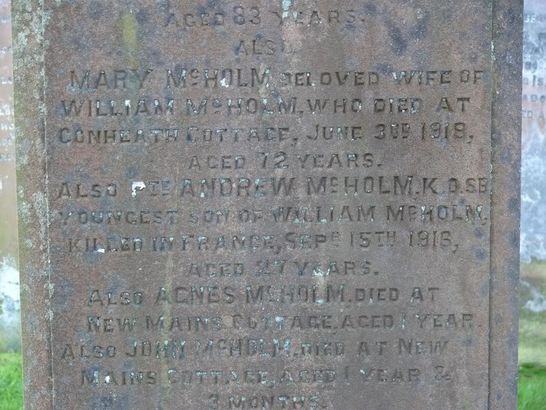 AGED 83 YEARS.
ALSO
MARY McHOLM BELOVED WIFE OF
WILLIAM McHOLM, WHO DIED AT
CONHEATH COTTAGE, JUNE 3RD 1919,
AGED 72 YEARS.
ALSO PTE ANDREW McHOLM. K.O.S.B
YOUNGEST SON OF WILLIAM McHOLM,
KILLED IN FRANCE, SEPR 15TH 1916,
AGED 27 YEARS.
ALSO AGNES McHOLM, DIED AT
NEW MAINS COTTAGE, AGED 1 YEAR
ALSO JOHN McHOLM, DIED AT NEW
MAINS COTTAGE, AGED 1 YEAR &
3 MONTHS.